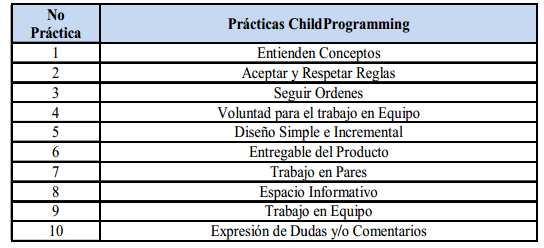 No Práctica Prácticas ChildProgramming
1 Entienden Conceptos
2 Aceptar y Respetar Reglas
3 Seguir Ordenes
4 Voluntad para el trabajo en Equipo
5 Diseño Simple e Incremental
6 Entregable del Producto
7 Trabajo en Pares
8 Espacio Informativo
9 Trabajo en Equipo
10 Expresión de Dudas y/o Comentarios